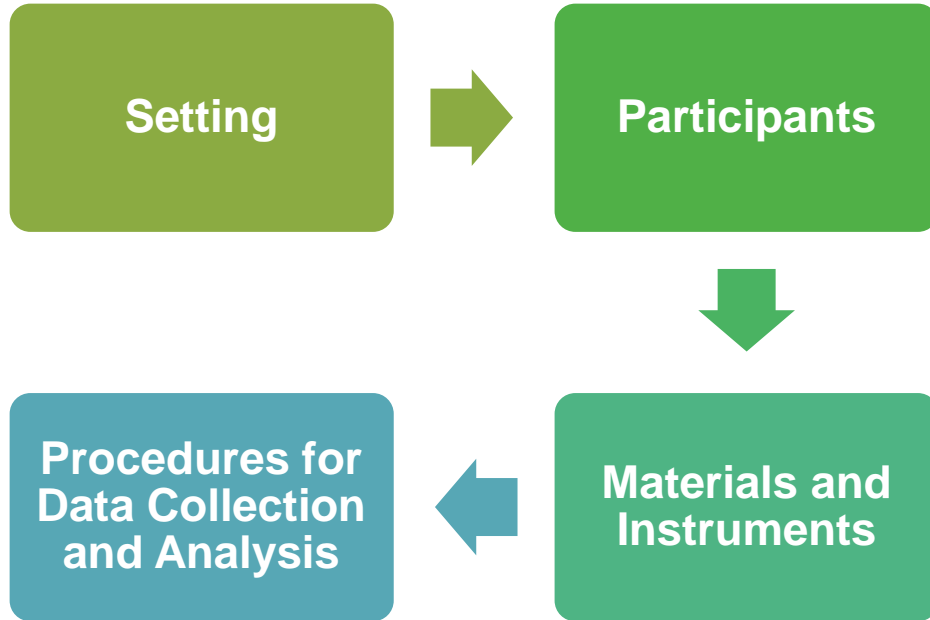 Setting
Participants
Materials and
Instruments
Procedures for
Data Collection
and Analysis